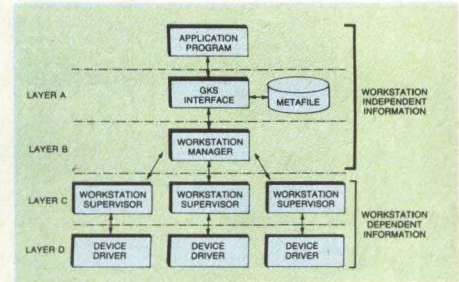 APPLICATION
PROGRAM
LAYER A
GKS
INTERFACE
METAFILE
WORKSTATION
INDEPENDENT
INFORMATION
LAYER B
WORKSTATION
MANAGER
LAYER C
WORKSTATION
SUPERVISOR
WORKSTATION
SUPERVISOR
WORKSTATION
SUPERVISOR
WORKSTATION
DEPENDENT
INFORMATION
LAYER D
DEVICE
DRIVER
DEVICE
DRIVER
DEVICE
DRIVER